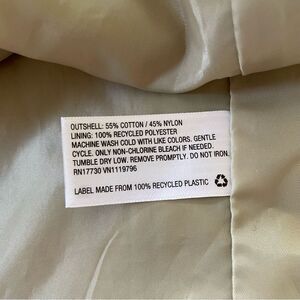 OUTSHELL: 55% COTTON / 45% NYLON
LINING: 100% RECYCLED POLYESTER
MACHINE WASH COLD WITH LIKE COLORS. GENTLE
CYCLE. ONLY NON-CHLORINE BLEACH IF NEEDED.
TUMBLE DRY LOW. REMOVE PROMPTLY. DO NOT IRON.
RN17730 VN1119796
LABEL MADE FROM 100% RECYCLED PLASTIC